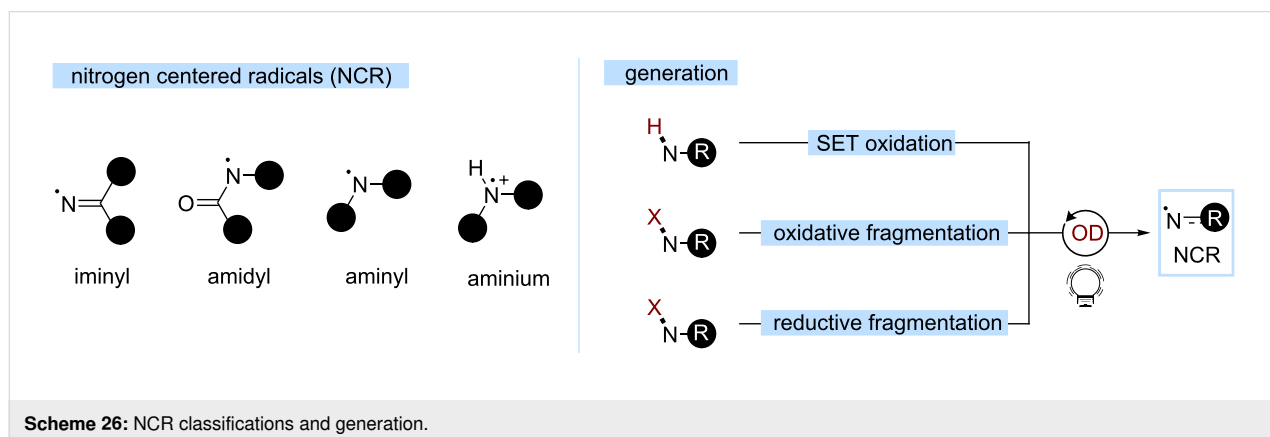 nitrogen centered radicals (NCR)
N
O
N
N
H
N
+
iminyl
amidyl
aminyl
aminium
generation
H
N
R
SET oxidation
X
N
R
oxidative fragmentation
X
N
R
reductive fragmentation
OD
N
R
NCR
Scheme 26: NCR classifications and generation.